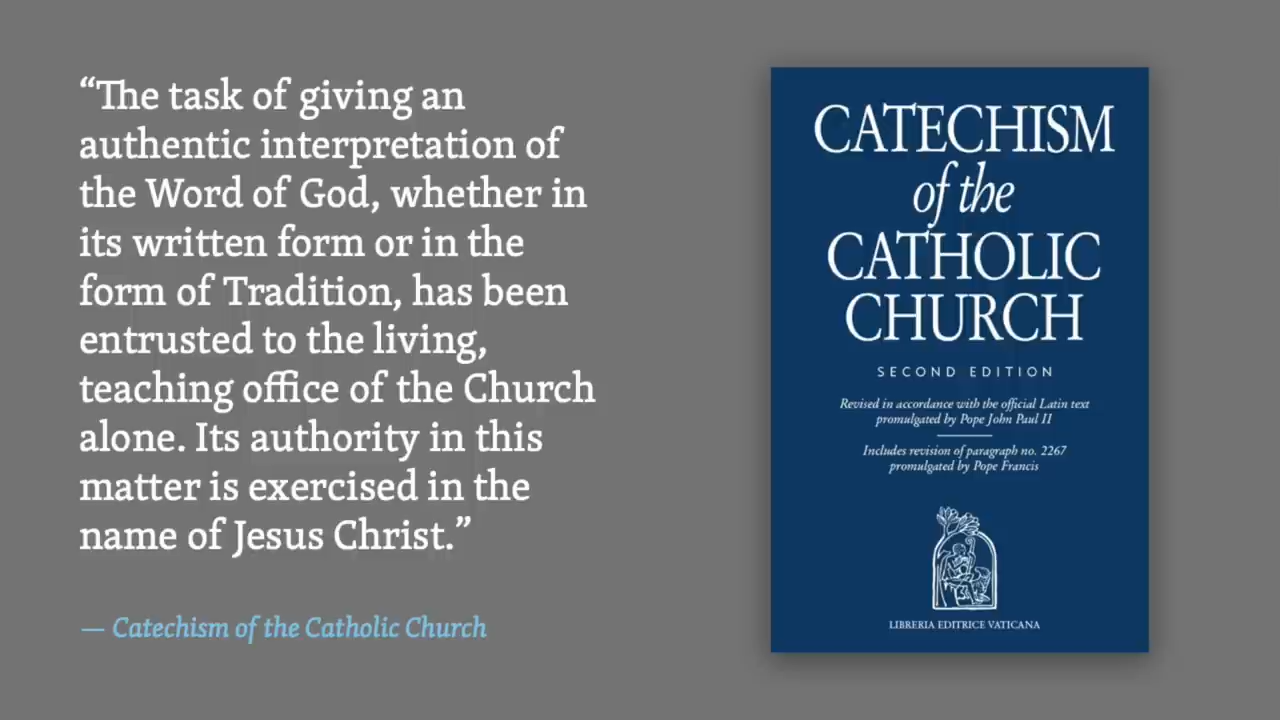 “The task of giving an
authentic interpretation of
the Word of God, whether in
its written form or in the
form of Tradition, has been
entrusted to the living,
teaching office of the Church
alone. Its authority in this
matter is exercised in the
name of Jesus Christ.”
— Catechism of the Catholic Church
CATECHISM
of the
CATHOLIC
CHURCH
SECOND EDITION
Revised in accordance with the official Latin text
promulgated by Pope John Paul II
Includes revision of paragraph no. 2267
promulgated by Pope Francis
LIBRERIA EDITRICE VATICANA